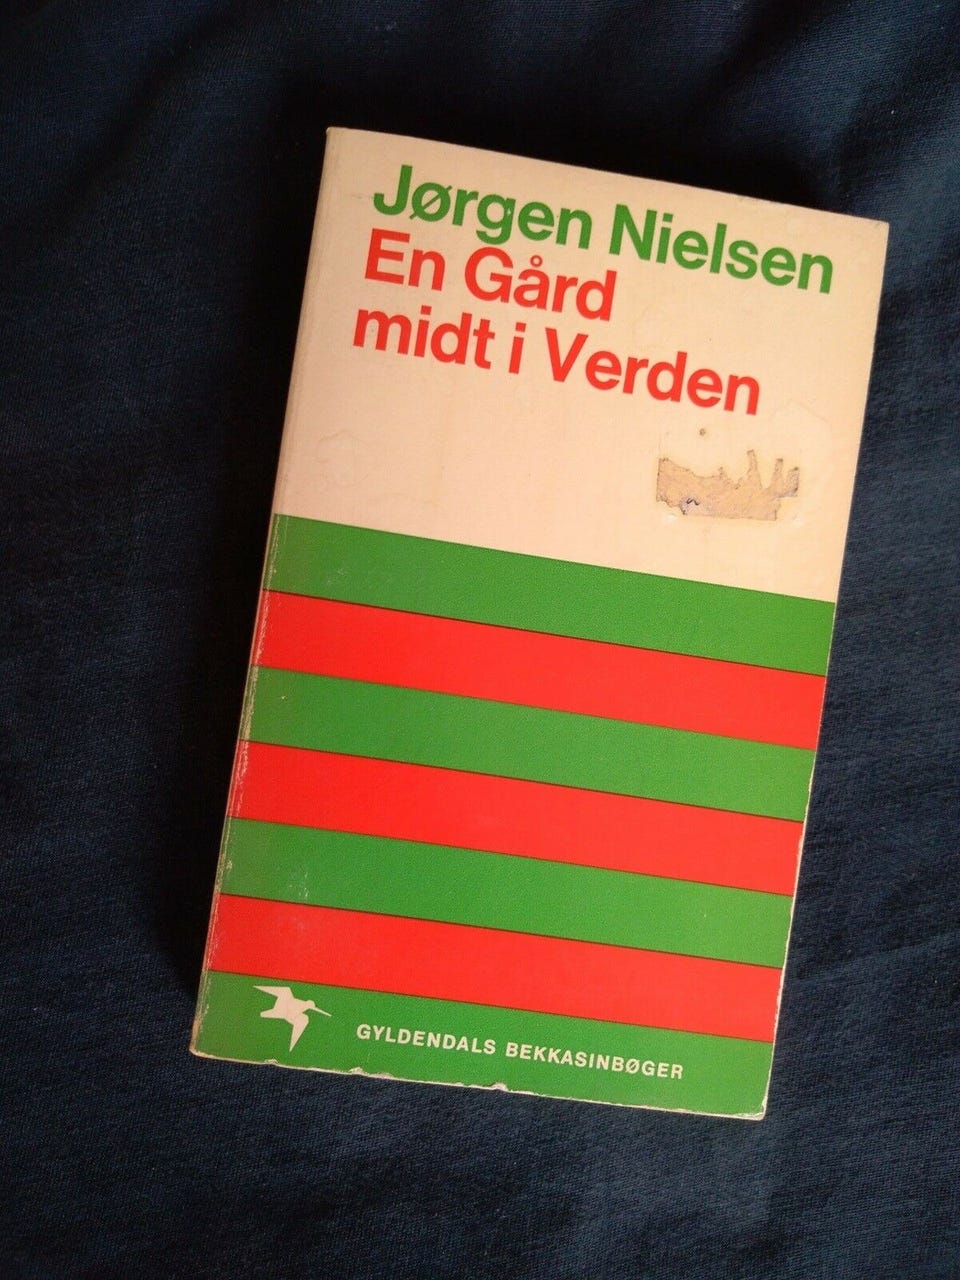 Jørgen Nielsen
En Gård
midt i Verden
GYLDENDALS BEKKASINBØGER